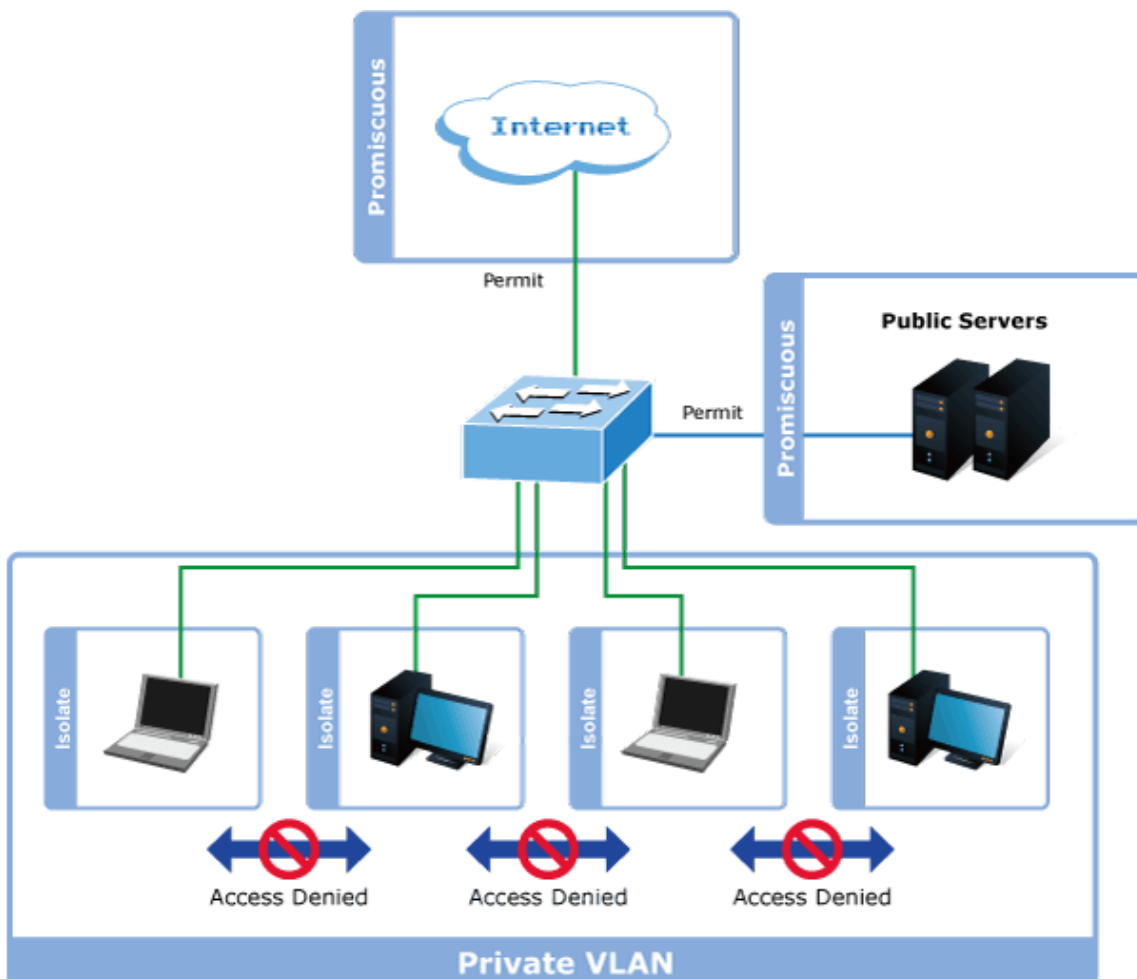 Promiscuous
Internet
Permit
Promiscuous
Public Servers
Permit
Isolate
Isolate
Isolate
Isolate
Access Denied
Access Denied
Access Denied
Private VLAN